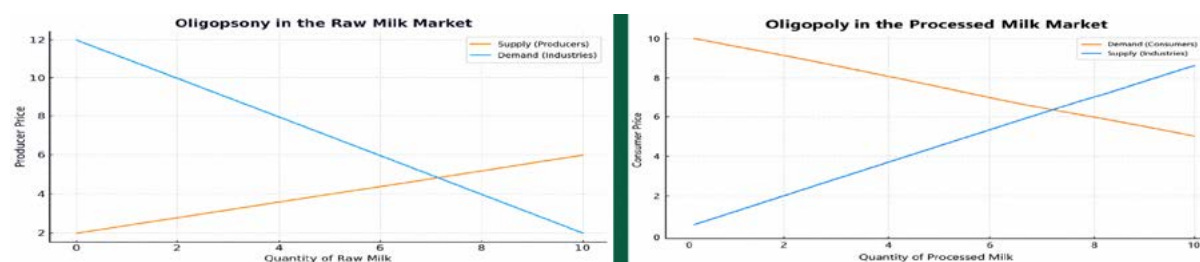 Oligopsony in the Raw Milk Market
12
10
8
6
4
2
Producer Price
Supply (Producers)
Demand (Industries)
0 2 4 6 8 10
Quantity of Raw Milk
Oligopoly in the Processed Milk Market
10
8
6
4
2
0
Consumer Price
Demand (Consumers)
Supply (Industries)
0 2 4 6 8 10
Quantity of Processed Milk